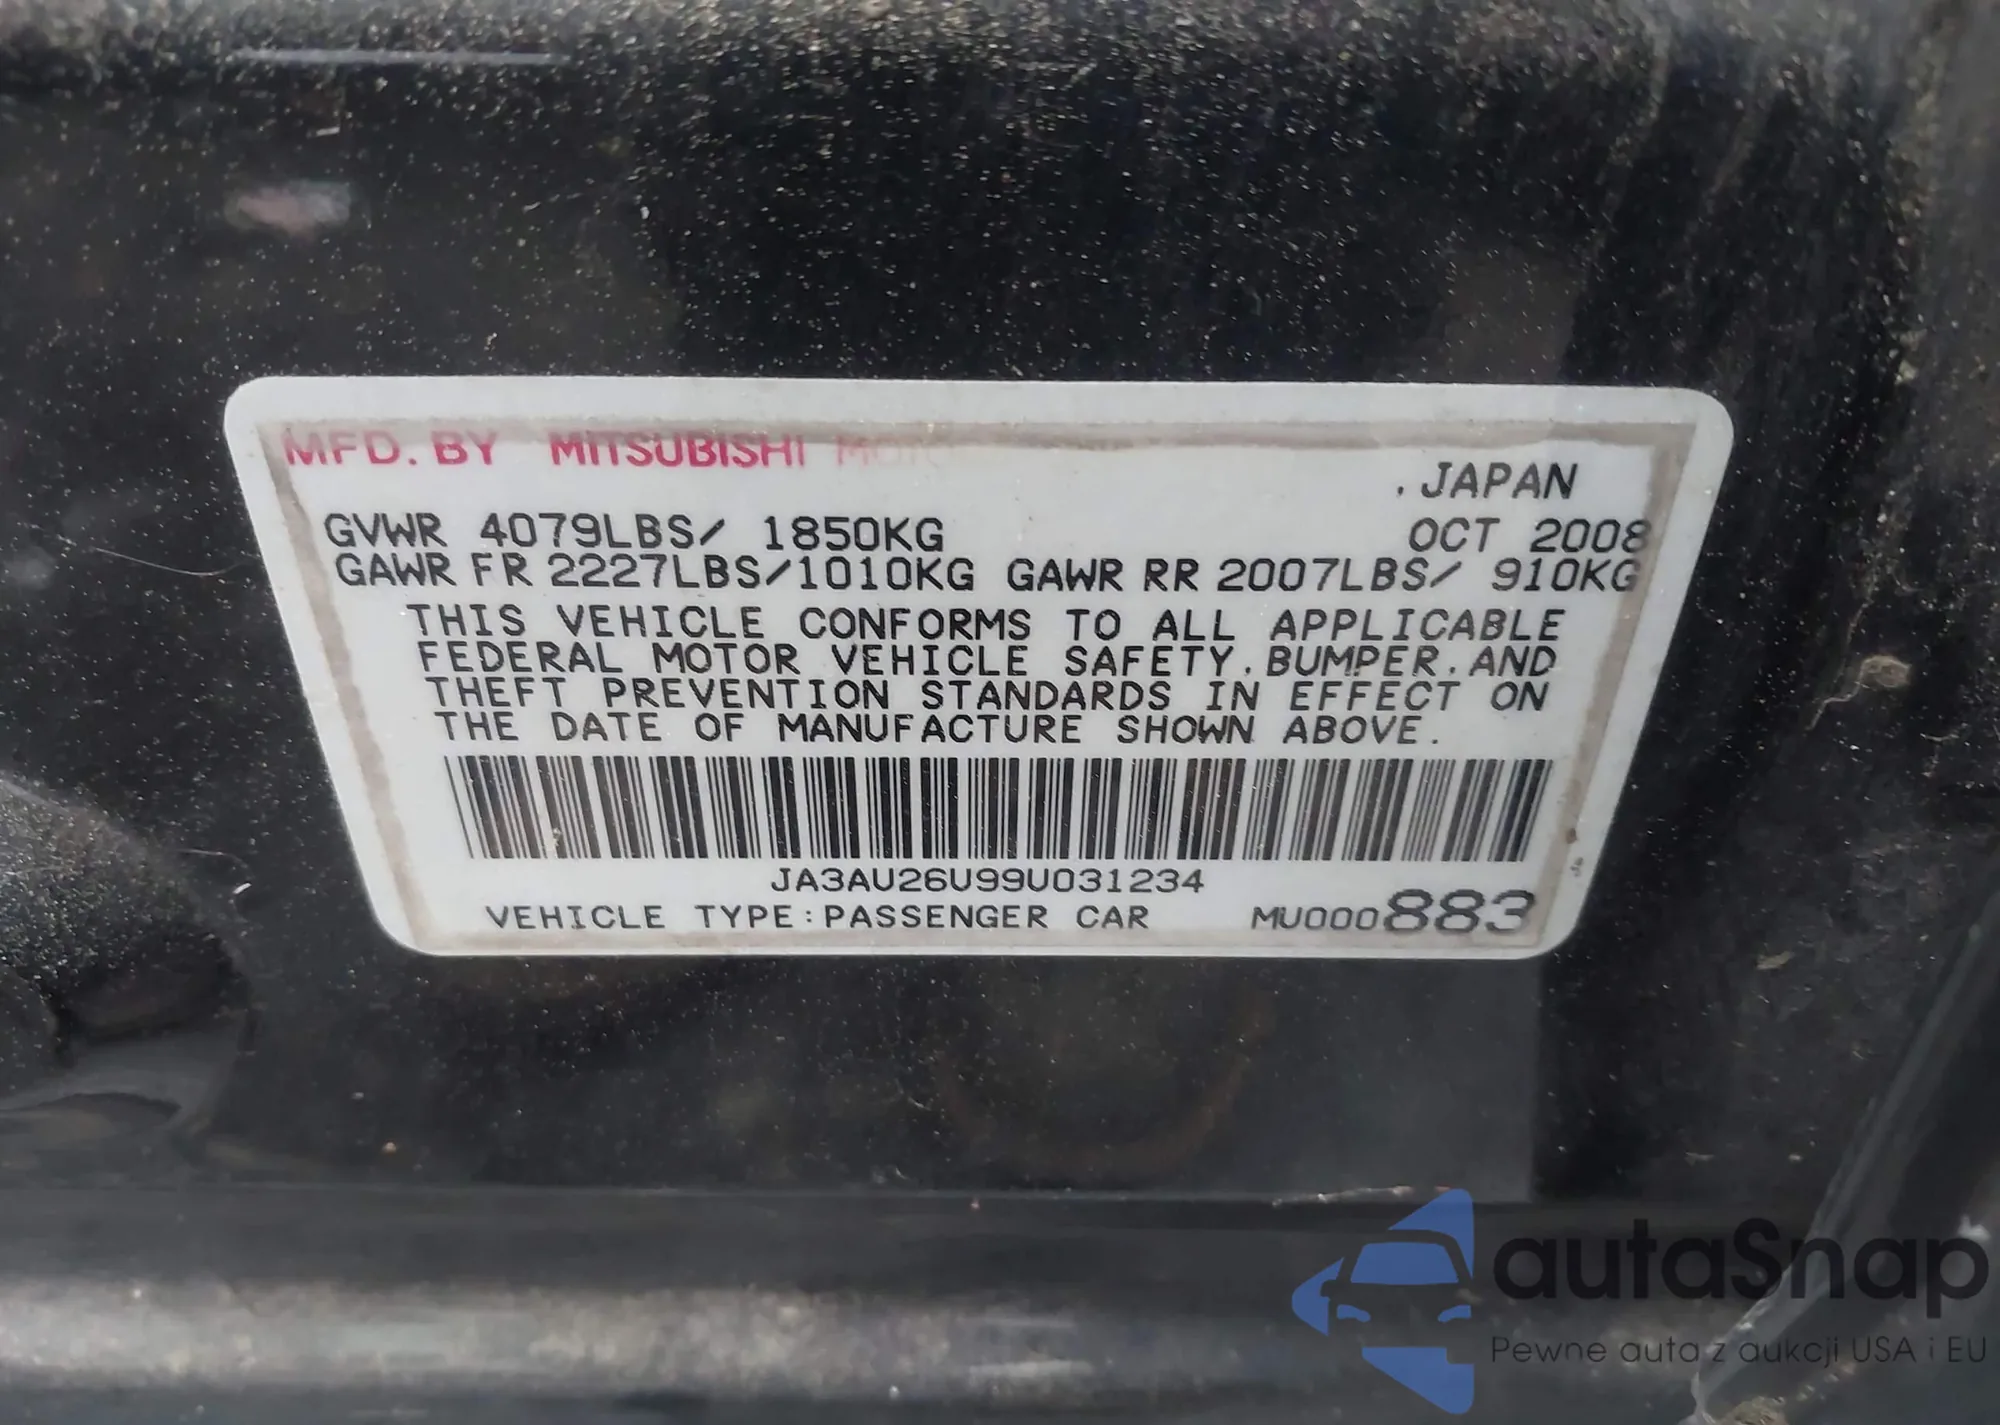 MFD. BY MITSUBISHI MOTO
. JAPAN
GVWR 4079LBS/ 1850KG OCT 2008
GAWR FR 2227LBS/1010KG GAWR RR 2007LBS/ 910KG
THIS VEHICLE CONFORMS TO ALL APPLICABLE
FEDERAL MOTOR VEHICLE SAFETY, BUMPER, AND
THEFT PREVENTION STANDARDS IN EFFECT ON
THE DATE OF MANUFACTURE SHOWN ABOVE.
JA3AU26U99U031234
VEHICLE TYPE:PASSENGER CAR MU000883
autaSnap
Pewne auta z aukcji USA i EU